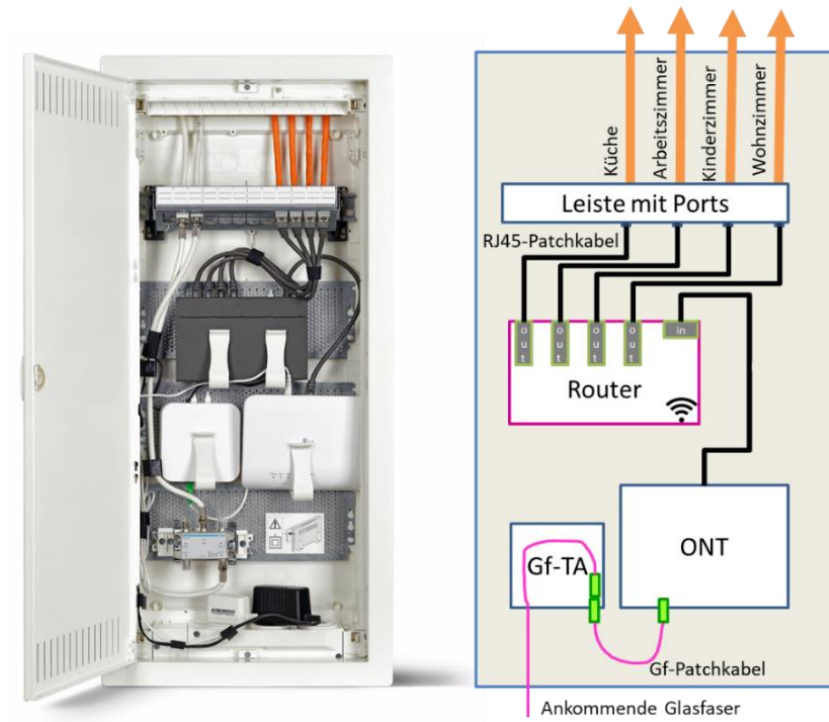 Küche
Arbeitszimmer
Kinderzimmer
Wohnzimmer
Leiste mit Ports
RJ45-Patchkabel
out
out
out
out
in
Router
Gf-TA
ONT
Gf-Patchkabel
Ankommende Glasfaser